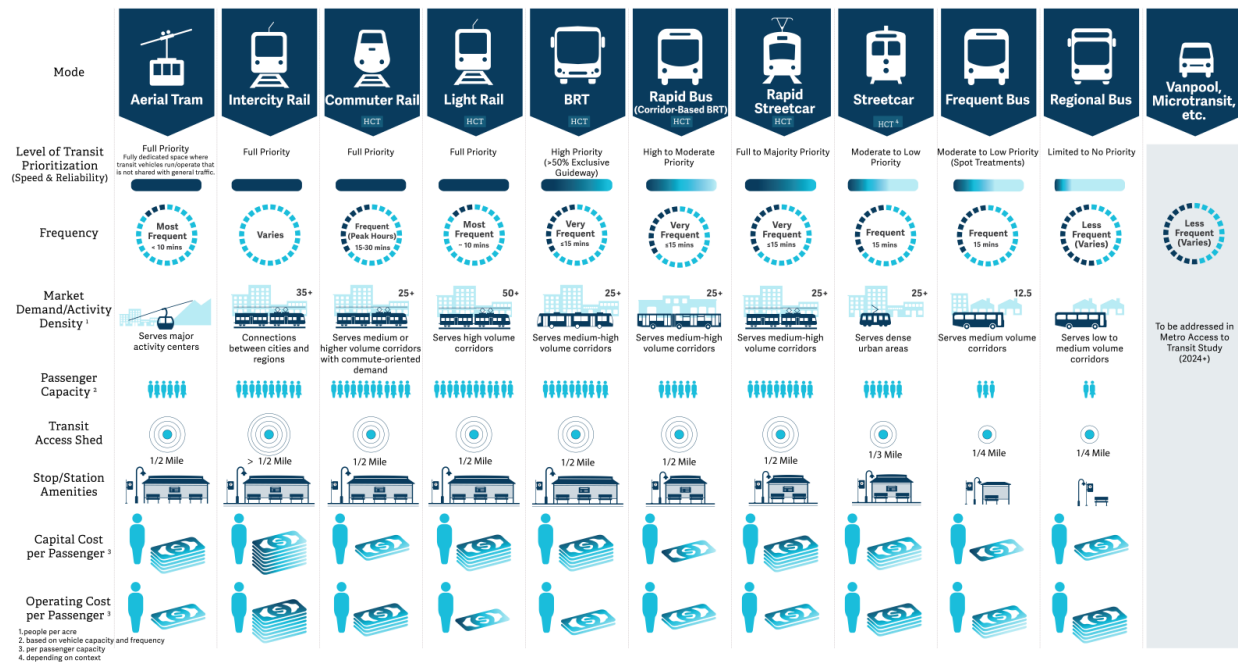 Mode
Aerial Tram
Intercity Rail
Commuter Rail
HCT
Light Rail
HCT
BRT
HCT
Rapid Bus
(Corridor-Based BRT)
HCT
Rapid
Streetcar
HCT
Streetcar
HCT 4
Frequent Bus
Regional Bus
Vanpool,
Microtransit,
etc.
Level of Transit
Prioritization
(Speed & Reliability)
Full Priority
Fully dedicated space where
transit vehicles run/operate that
is not shared with general traffic.
Full Priority
Full Priority
Full Priority
High Priority
(>50% Exclusive
Guideway)
High to Moderate
Priority
Full to Majority Priority
Moderate to Low
Priority
Moderate to Low Priority
(Spot Treatments)
Limited to No Priority
Frequency
Most
Frequent
< 10 mins
Varies
Frequent
(Peak Hours)
15-30 mins
Most
Frequent
~ 10 mins
Very
Frequent
≤15 mins
Very
Frequent
≤15 mins
Very
Frequent
≤15 mins
Frequent
15 mins
Frequent
15 mins
Less
Frequent
(Varies)
Less
Frequent
(Varies)
Market
Demand/Activity
Density 1
Serves major
activity centers
35+
Connections
between cities and
regions
25+
Serves medium or
higher volume corridors
with commute-oriented
demand
50+
Serves high volume
corridors
25+
Serves medium-high
volume corridors
25+
Serves medium-high
volume corridors
25+
Serves medium-high
volume corridors
25+
Serves dense
urban areas
12.5
Serves medium volume
corridors
Serves low to
medium volume
corridors
To be addressed in
Metro Access to
Transit Study
(2024+)
Passenger
Capacity 2
Transit
Access Shed
1/2 Mile
> 1/2 Mile
1/2 Mile
1/2 Mile
1/2 Mile
1/2 Mile
1/2 Mile
1/3 Mile
1/4 Mile
1/4 Mile
Stop/Station
Amenities
Capital Cost
per Passenger 3
Operating Cost
per Passenger 3
1.people per acre
2. based on vehicle capacity and frequency
3. per passenger capacity
4. depending on context